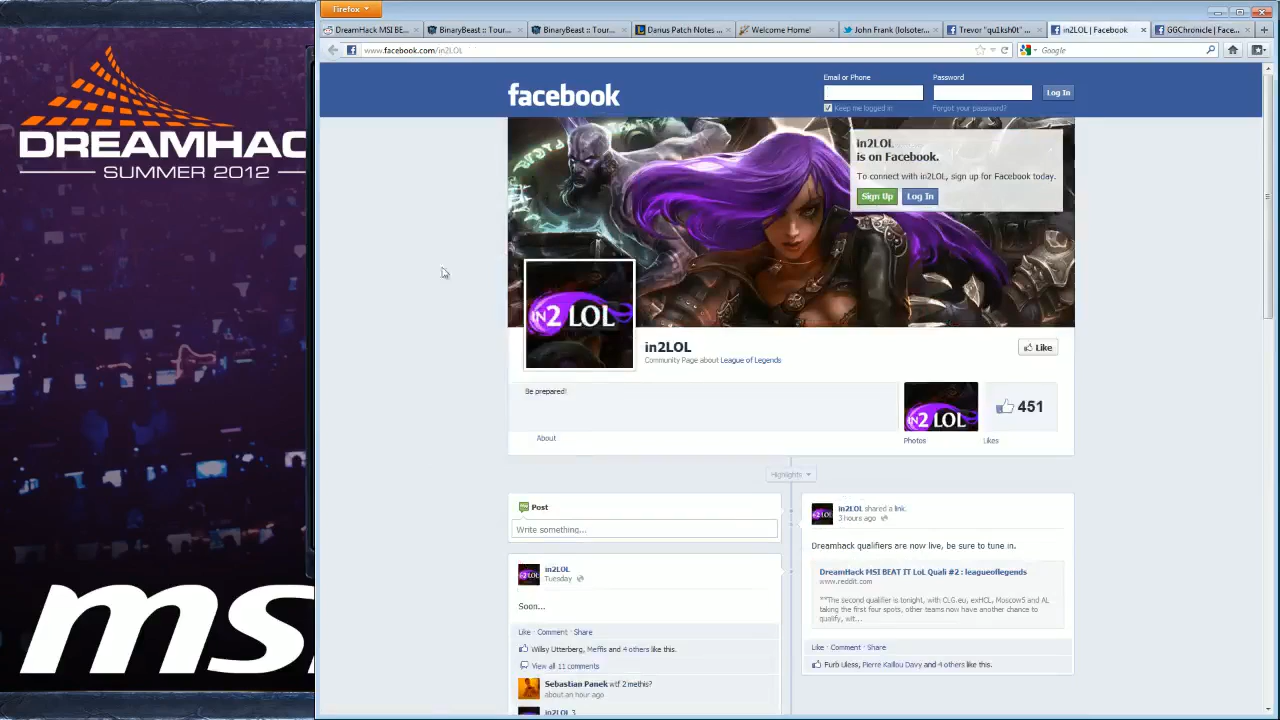 Firefox
DreamHack MSI BE...
BinaryBeast :: Tour...
BinaryBeast :: Tour...
Darius Patch Notes ...
Welcome Home!
John Frank (lolsoter...
Trevor "qu1ksh0t" ...
in2LOL | Facebook
GGChronicle | Face...
www.facebook.com/in2LOL
Google
DREAMHAC
SUMMER 2012
msi
facebook
Email or Phone
Password
Log In
Keep me logged in
Forgot your password?
in2LOL
is on Facebook.
To connect with in2LOL, sign up for Facebook today.
Sign Up
Log In
IN2 LOL
in2LOL
Community Page about League of Legends
Like
Be prepared!
IN2 LOL
451
About
Photos
Likes
Highlights
Post
Write something...
in2LOL
Tuesday
Soon...
Like · Comment · Share
Willsy Utterberg, Meffis and 4 others like this.
View all 11 comments
Sebastian Panek wtf 2 methis?
about an hour ago
in2LOL 3
in2LOL shared a link.
3 hours ago
Dreamhack qualifiers are now live, be sure to tune in.
DreamHack MSI BEAT IT LoL Quali #2 : leagueoflegends
www.reddit.com
**The second qualifier is tonight, with CLG.eu, exHCL, Moscow5 and AL
taking the first four spots, other teams now have another chance to
qualify, wit...
Like · Comment · Share
Furb Uless, Pierre Kaillou Davy and 4 others like this.